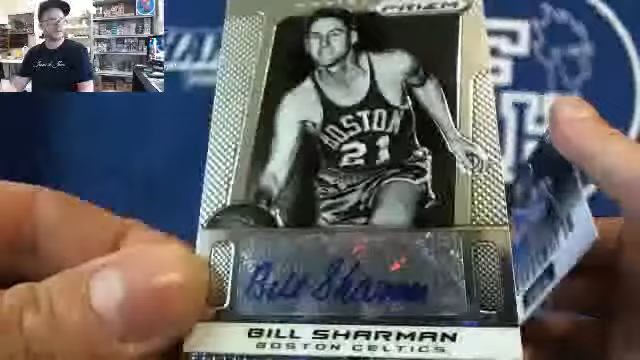 PRIZM
BOSTON
21
Bill Sharman
BILL SHARMAN
BOSTON CELTICS